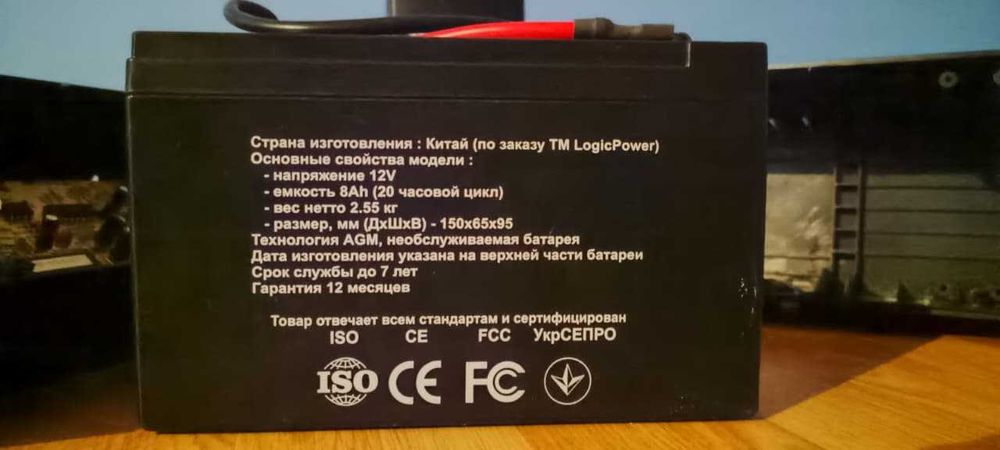 Страна изготовления : Китай (по заказу ТМ LogicPower)
Основные свойства модели :
- напряжение 12V
- емкость 8Ah (20 часовой цикл)
- вес нетто 2.55 кг
- размер, мм (ДхШхВ) - 150х65х95
Технология AGM, необслуживаемая батарея
Дата изготовления указана на верхней части батареи
Срок службы до 7 лет
Гарантия 12 месяцев
Товар отвечает всем стандартам и сертифицирован
ISO CE FCC УкрСЕПРО
ISO CE FC